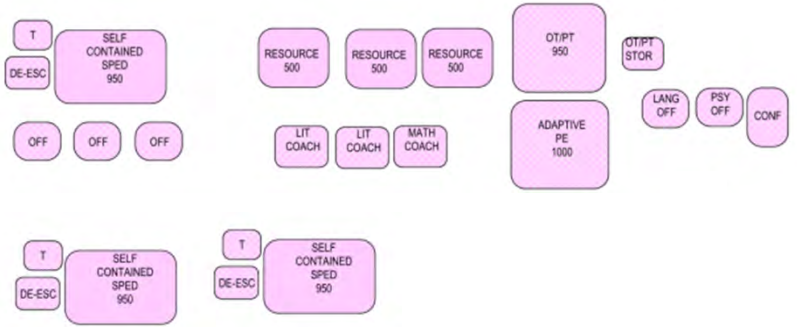 T
DE-ESC
SELF
CONTAINED
SPED
950
OFF
OFF
OFF
RESOURCE
500
RESOURCE
500
RESOURCE
500
LIT
COACH
LIT
COACH
MATH
COACH
OT/PT
950
ADAPTIVE
PE
1000
OT/PT
STOR
LANG
OFF
PSY
OFF
CONF
T
DE-ESC
SELF
CONTAINED
SPED
950
T
DE-ESC
SELF
CONTAINED
SPED
950